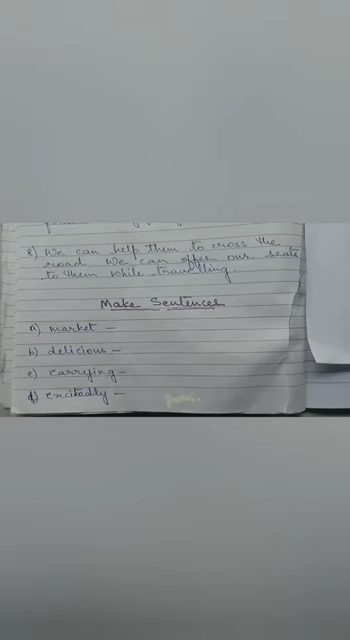 B) We can help them to cross the
road We can offer our seats
to them while travelling
Make Sentences
A) market –
b) delicious –
c) carrying –
d) excitedly –